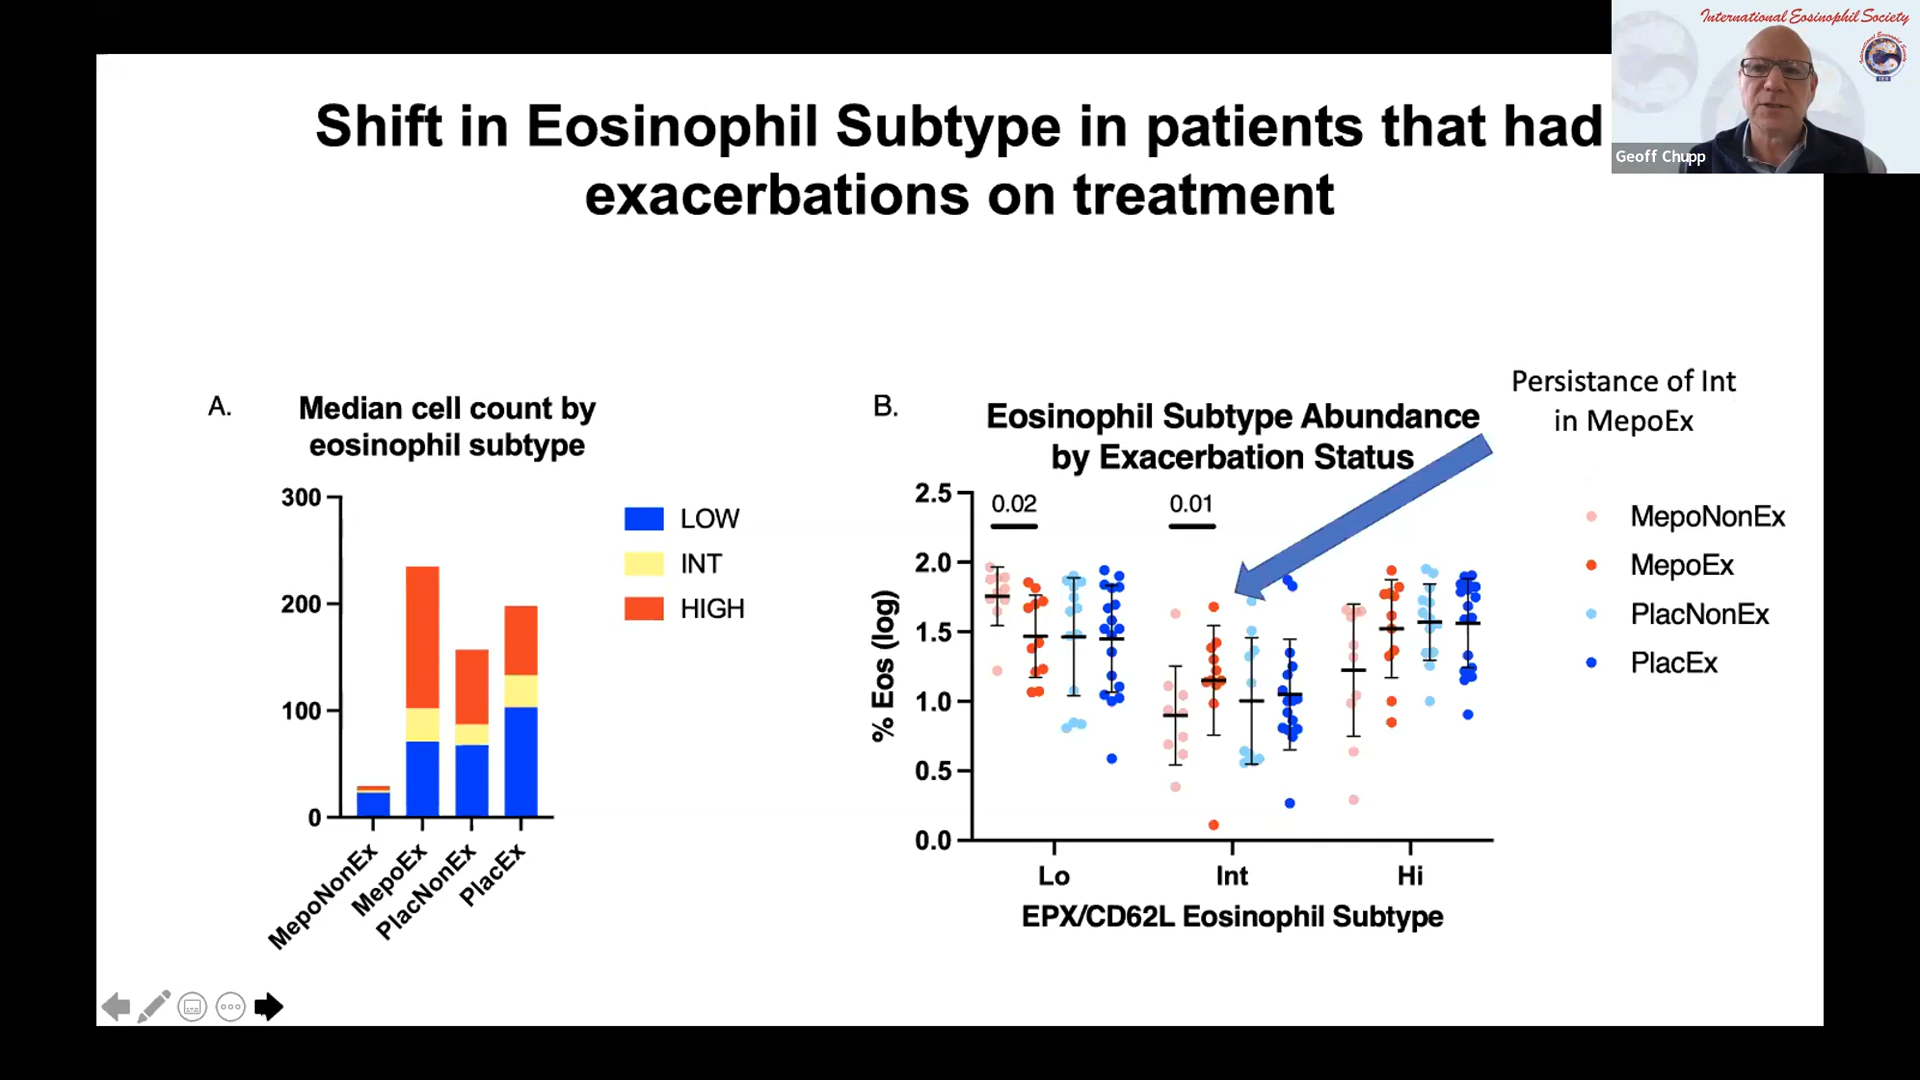 International Eosinophil Society
Geoff Chupp
Shift in Eosinophil Subtype in patients that had
exacerbations on treatment
A.
Median cell count by
eosinophil subtype
300
200
100
0
MepoNonEx
MepoEx
PlacNonEx
PlacEx
LOW
INT
HIGH
B.
Eosinophil Subtype Abundance
by Exacerbation Status
Persistance of Int
in MepoEx
0.02
0.01
% Eos (log)
2.5
2.0
1.5
1.0
0.5
0.0
Lo
Int
Hi
EPX/CD62L Eosinophil Subtype
MepoNonEx
MepoEx
PlacNonEx
PlacEx